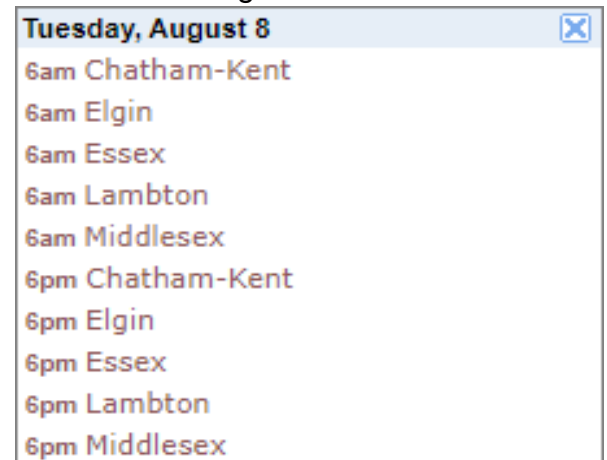 Tuesday, August 8
6am Chatham-Kent
6am Elgin
6am Essex
6am Lambton
6am Middlesex
6pm Chatham-Kent
6pm Elgin
6pm Essex
6pm Lambton
6pm Middlesex